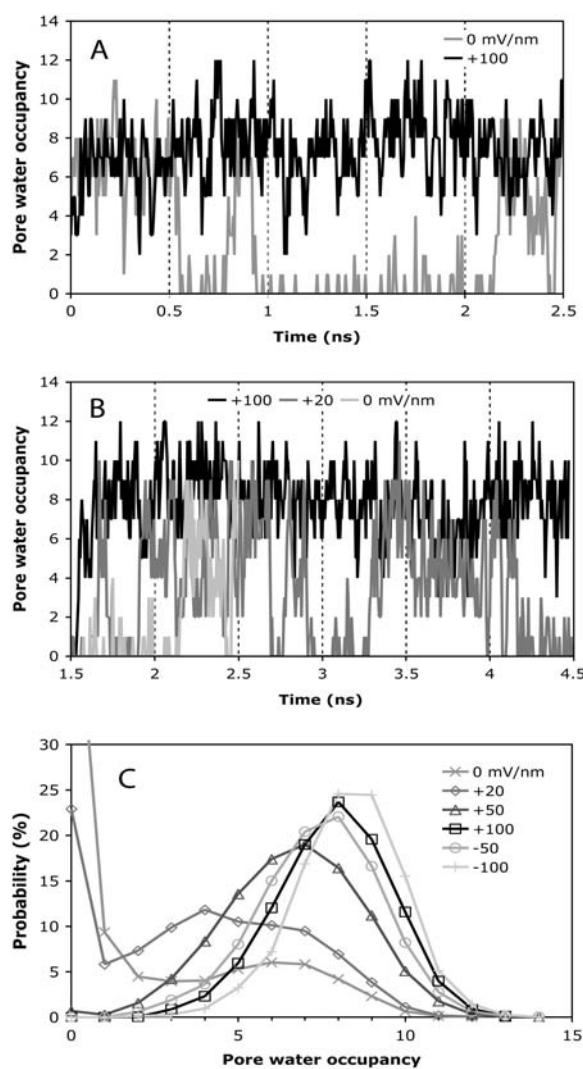 A
0 mV/nm
+100
Pore water occupancy
14
12
10
8
6
4
2
0
0 0.5 1 1.5 2 2.5
Time (ns)
B
+100 +20 0 mV/nm
Pore water occupancy
14
12
10
8
6
4
2
0
1.5 2 2.5 3 3.5 4 4.5
Time (ns)
C
0 mV/nm
+20
+50
+100
-50
-100
Probability (%)
30
25
20
15
10
5
0
0 5 10 15
Pore water occupancy